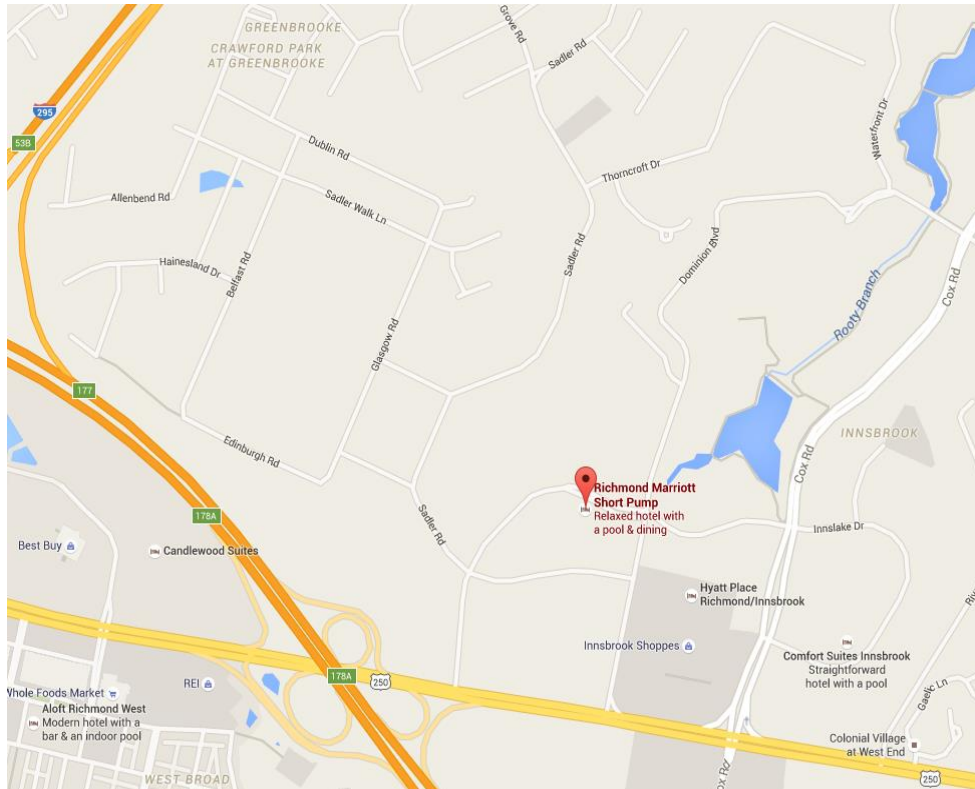 GREENBROOKE
CRAWFORD PARK
AT GREENBROOKE
Grove Rd
Sadler Rd
295
53B
Dublin Rd
Waterfront Dr
Thorncroft Dr
Allenbend Rd
Sadler Walk Ln
Dominion Blvd
Sadler Rd
Hainesland Dr
Belfast Rd
Cox Rd
Rooty Branch
Glasgow Rd
177
INNSBROOK
Edinburgh Rd
Cox Rd
Richmond Marriott
Short Pump
Relaxed hotel with
a pool & dining
178A
Sadler Rd
Innslake Dr
Best Buy
Candlewood Suites
Hyatt Place
Richmond/Innsbrook
Innsbrook Shoppes
Comfort Suites Innsbrook
Straightforward
hotel with a pool
178A
250
REI
Whole Foods Market
Gaelic Ln
Aloft Richmond West
Modern hotel with a
bar & an indoor pool
Colonial Village
at West End
WEST BROAD
Cox Rd
250